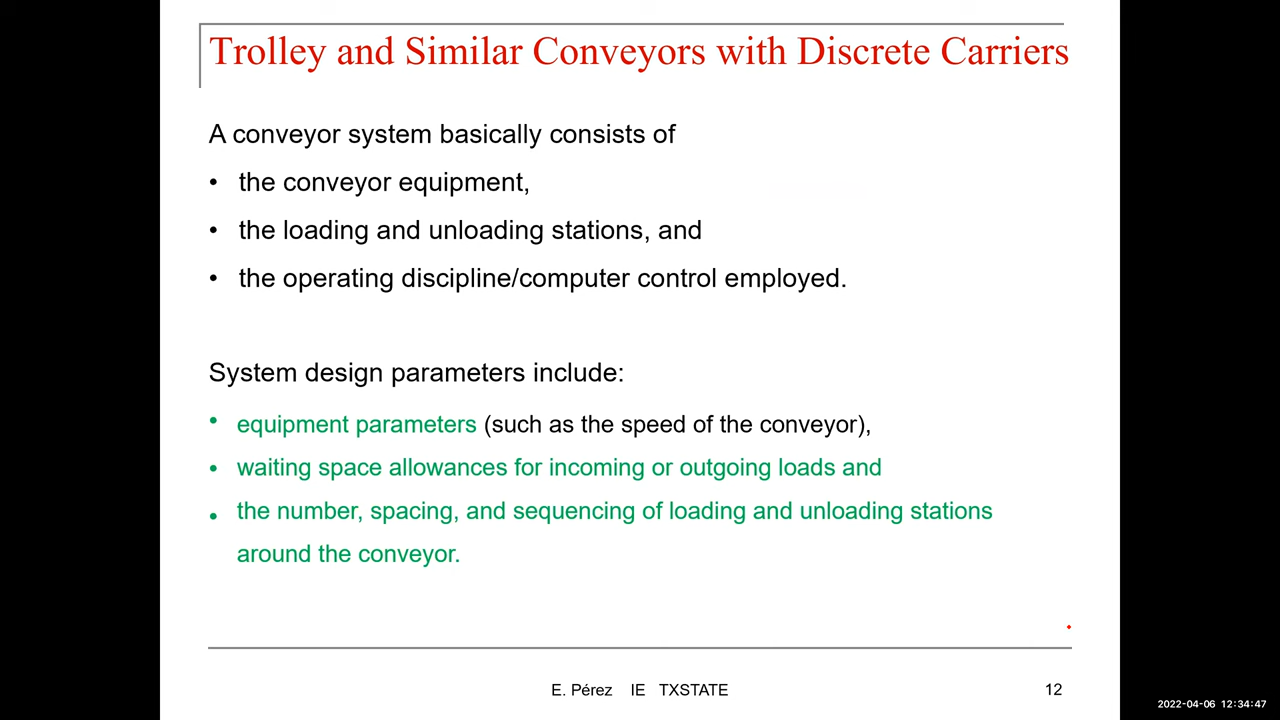 Trolley and Similar Conveyors with Discrete Carriers
A conveyor system basically consists of
• the conveyor equipment,
• the loading and unloading stations, and
• the operating discipline/computer control employed.
System design parameters include:
• equipment parameters (such as the speed of the conveyor),
• waiting space allowances for incoming or outgoing loads and
• the number, spacing, and sequencing of loading and unloading stations
around the conveyor.
E. Pérez IE TXSTATE
12
2022-04-06 12:34:47